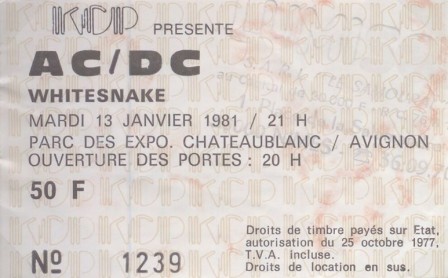 KCP PRESENTE
AC/DC
WHITESNAKE
MARDI 13 JANVIER 1981 / 21 H
PARC DES EXPO. CHATEAUBLANC / AVIGNON
OUVERTURE DES PORTES : 20 H
50 F
Droits de timbre payés sur Etat,
autorisation du 25 octobre 1977,
T.V.A. incluse.
Droits de location en sus.
Nº 1239